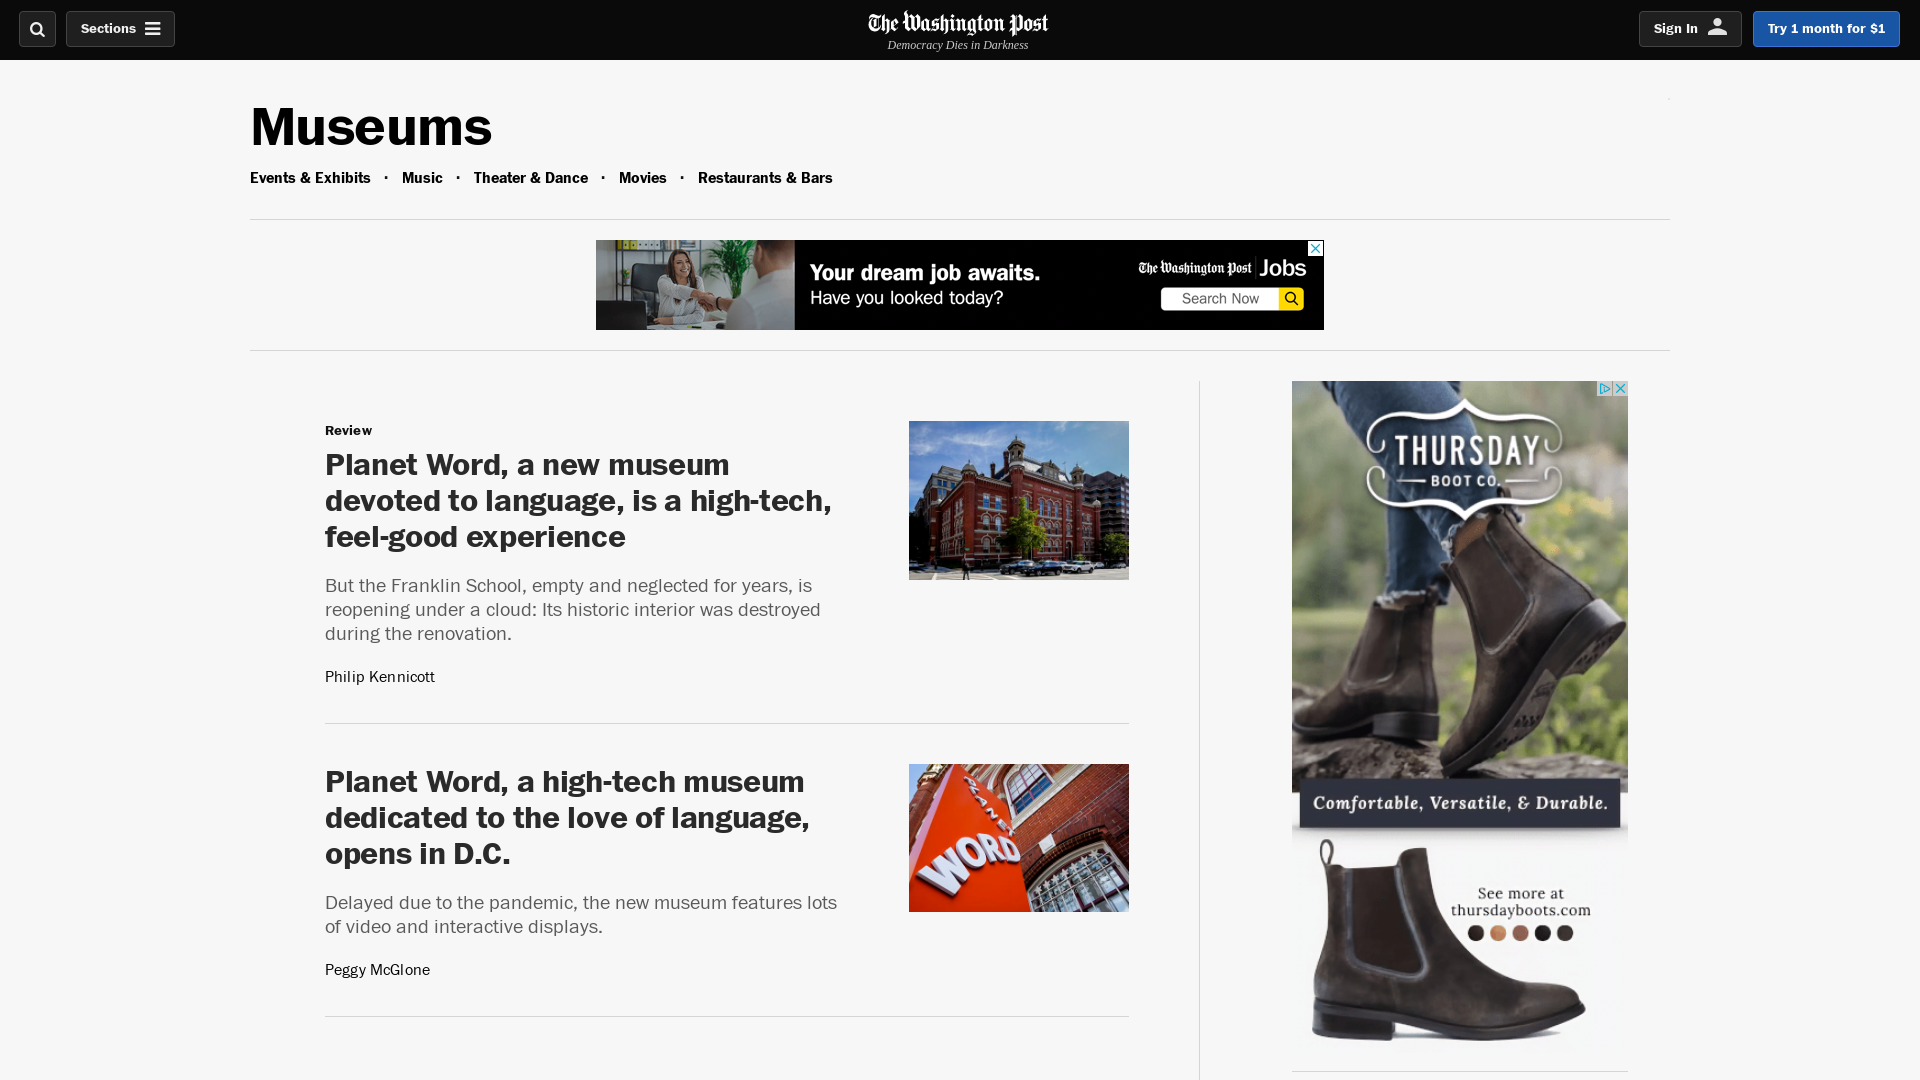 Sections
The Washington Post
Democracy Dies in Darkness
Sign In
Try 1 month for $1
Museums
Events & Exhibits · Music · Theater & Dance · Movies · Restaurants & Bars
Your dream job awaits.
Have you looked today?
The Washington Post Jobs
Search Now
Review
Planet Word, a new museum
devoted to language, is a high-tech,
feel-good experience
But the Franklin School, empty and neglected for years, is
reopening under a cloud: Its historic interior was destroyed
during the renovation.
Philip Kennicott
Planet Word, a high-tech museum
dedicated to the love of language,
opens in D.C.
Delayed due to the pandemic, the new museum features lots
of video and interactive displays.
Peggy McGlone
PLANET
WORD
THURSDAY
BOOT CO.
Comfortable, Versatile, & Durable.
See more at
thursdayboots.com